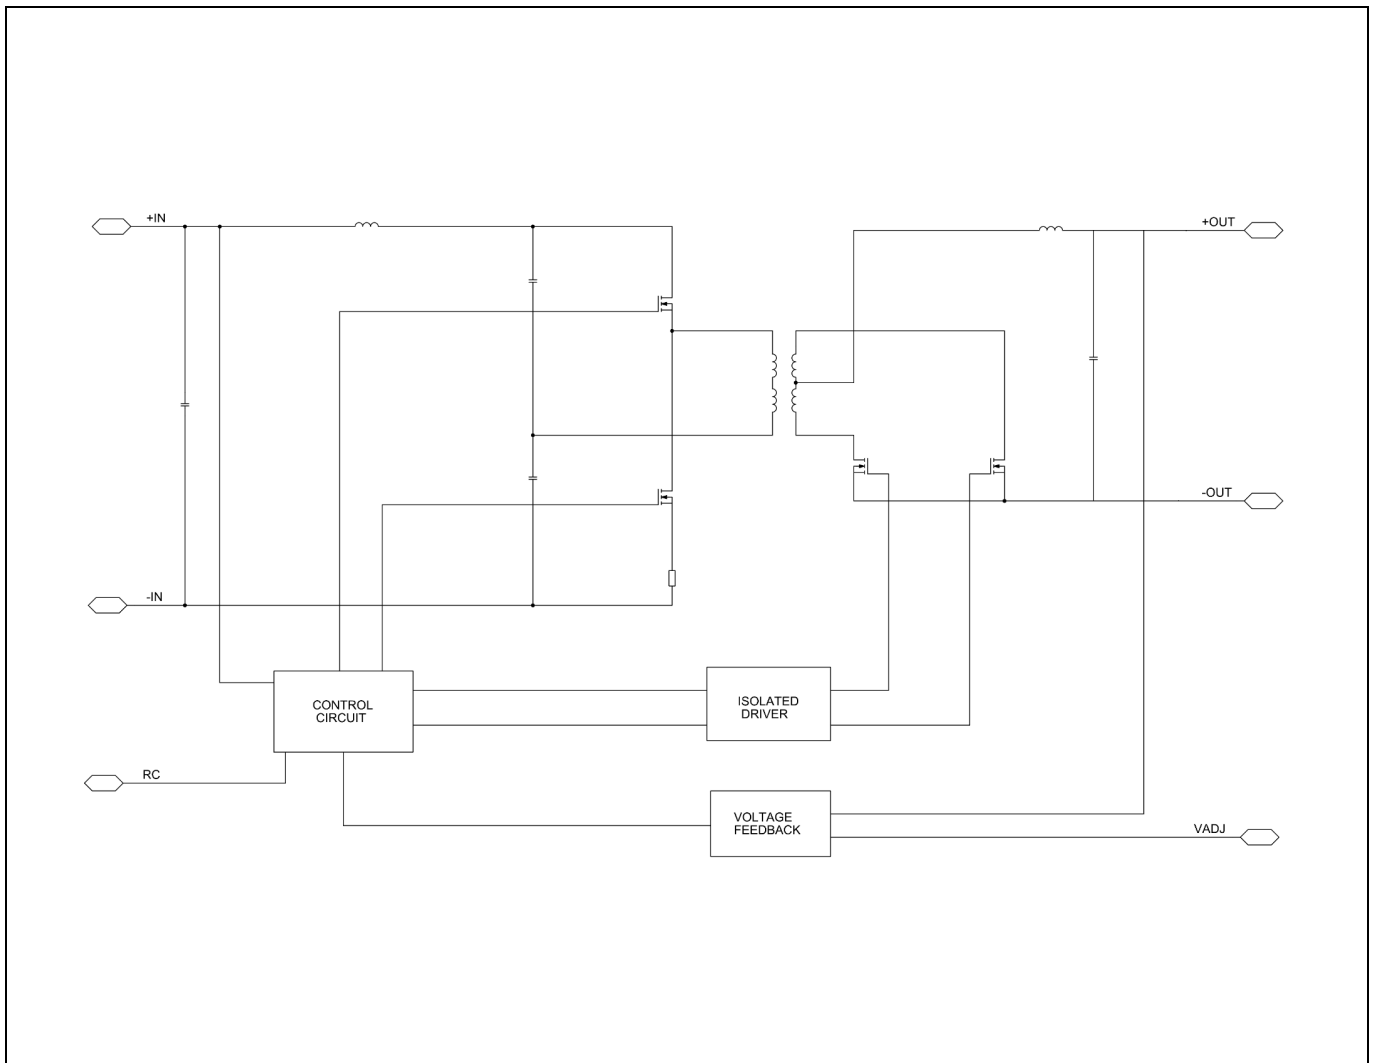 +IN
+OUT
-OUT
-IN
CONTROL
CIRCUIT
ISOLATED
DRIVER
RC
VOLTAGE
FEEDBACK
VADJ